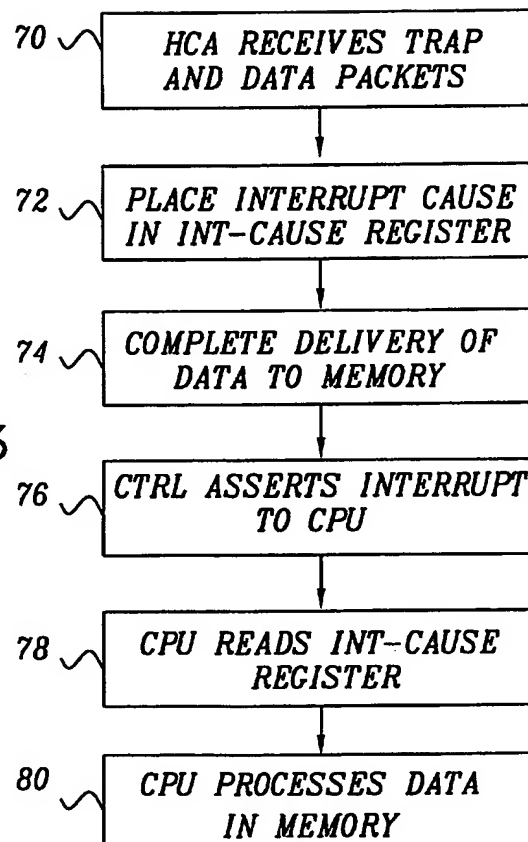 70 HCA RECEIVES TRAP
AND DATA PACKETS
72 PLACE INTERRUPT CAUSE
IN INT-CAUSE REGISTER
74 COMPLETE DELIVERY OF
DATA TO MEMORY
76 CTRL ASSERTS INTERRUPT
TO CPU
78 CPU READS INT-CAUSE
REGISTER
80 CPU PROCESSES DATA
IN MEMORY